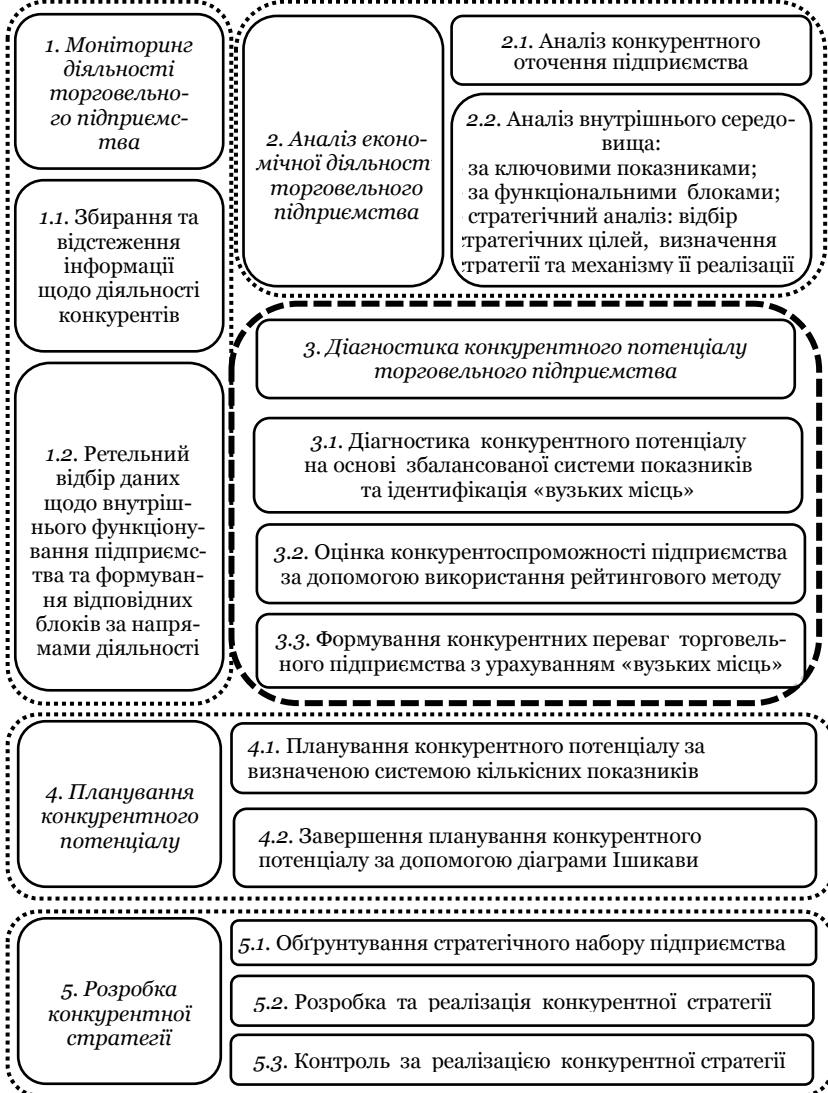 1. Моніторинг
діяльності
торговельно-
го підприємс-
тва
1.1. Збирання та
відстеження
інформації
щодо діяльності
конкурентів
1.2. Ретельний
відбір даних
щодо внутріш-
нього функціону-
вання підприємс-
тва та формуван-
ня відповідних
блоків за напря-
мами діяльності
2. Аналіз еконо-
мічної діяльност
торговельного
підприємства
2.1. Аналіз конкурентного
оточення підприємства
2.2. Аналіз внутрішнього середо-
вища:
за ключовими показниками;
за функціональними блоками;
стратегічний аналіз: відбір
тратегічних цілей, визначення
тратегії та механізму її реалізації
3. Діагностика конкурентного потенціалу
торговельного підприємства
3.1. Діагностика конкурентного потенціалу
на основі збалансованої системи показників
та ідентифікація «вузьких місць»
3.2. Оцінка конкурентоспроможності підприємства
за допомогою використання рейтингового методу
3.3. Формування конкурентних переваг торговель-
ного підприємства з урахуванням «вузьких місць»
4. Планування
конкурентного
потенціалу
4.1. Планування конкурентного потенціалу за
визначеною системою кількісних показників
4.2. Завершення планування конкурентного
потенціалу за допомогою діаграми Ішикави
5. Розробка
конкурентної
стратегії
5.1. Обґрунтування стратегічного набору підприємства
5.2. Розробка та реалізація конкурентної стратегії
5.3. Контроль за реалізацією конкурентної стратегії